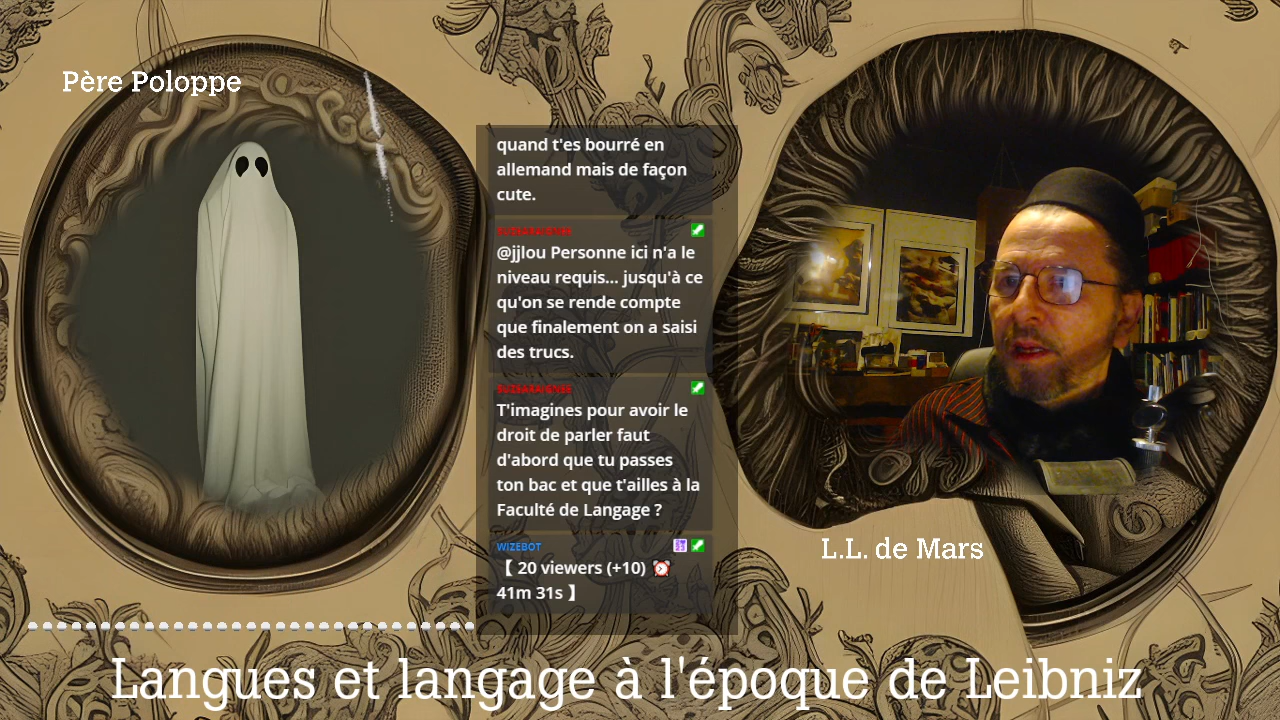 Père Poloppe
quand t'es bourré en
allemand mais de façon
cute.
@jjlou Personne ici n'a le
niveau requis... jusqu'à ce
qu'on se rende compte
que finalement on a saisi
des trucs.
T'imagines pour avoir le
droit de parler faut
d'abord que tu passes
ton bac et que t'ailles à la
Faculté de Langage ?
WIZEBOT
【 20 viewers (+10) ⏰
41m 31s 】
L.L. de Mars
Langues et langage à l'époque de Leibniz